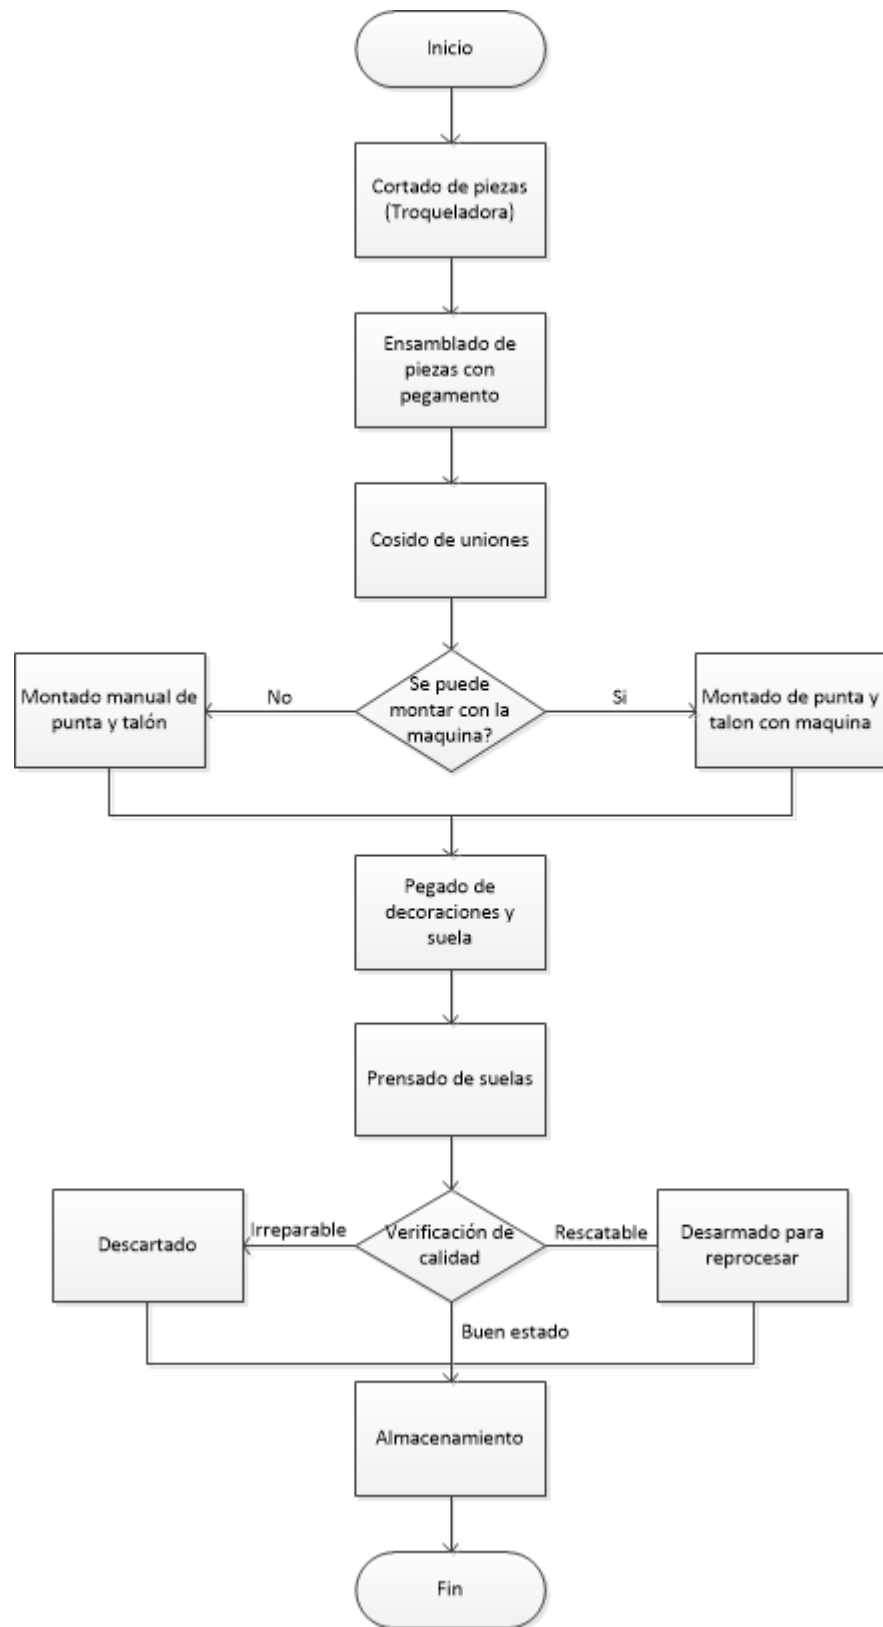 Inicio
Cortado de piezas
(Troqueladora)
Ensamblado de
piezas con
pegamento
Cosido de uniones
Montado manual de
punta y talón
No
Se puede
montar con la
maquina?
Si
Montado de punta y
talon con maquina
Pegado de
decoraciones y
suela
Prensado de suelas
Descartado
Irreparable
Verificación de
calidad
Rescatable
Desarmado para
reprocesar
Buen estado
Almacenamiento
Fin